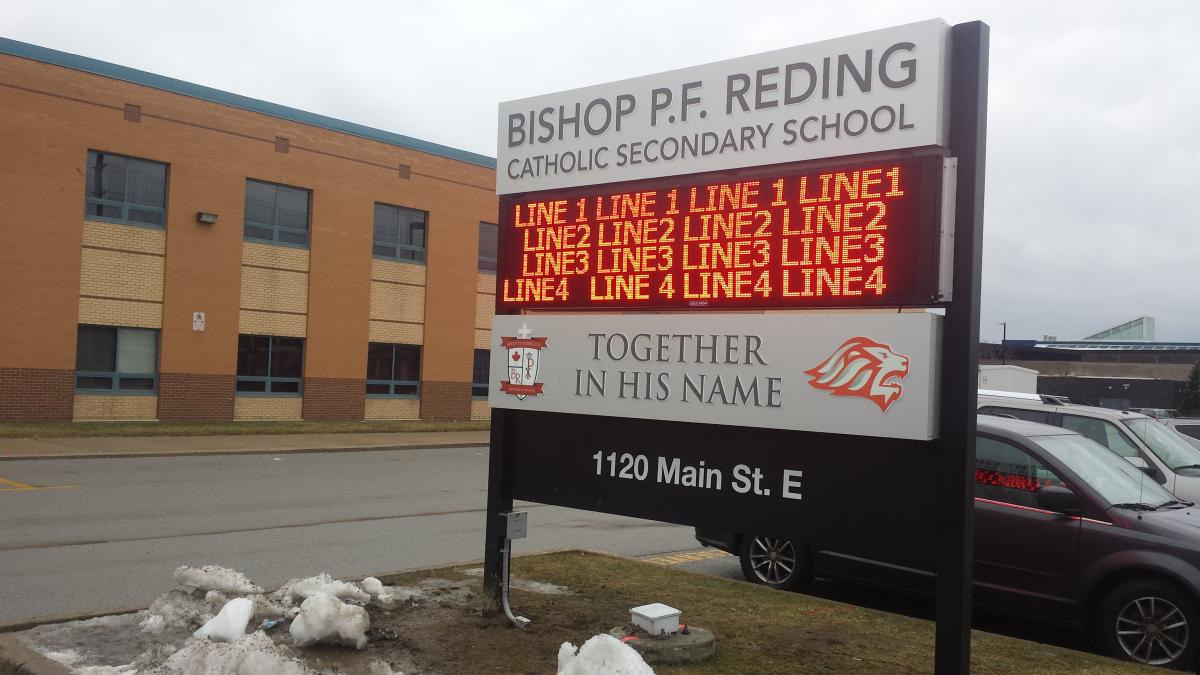 BISHOP P.F. REDING
CATHOLIC SECONDARY SCHOOL
LINE 1 LINE 1 LINE 1 LINE1
LINE2 LINE2 LINE2 LINE2
LINE3 LINE3 LINE3 LINE3
LINE4 LINE 4 LINE4 LINE4
TOGETHER
IN HIS NAME
1120 Main St. E